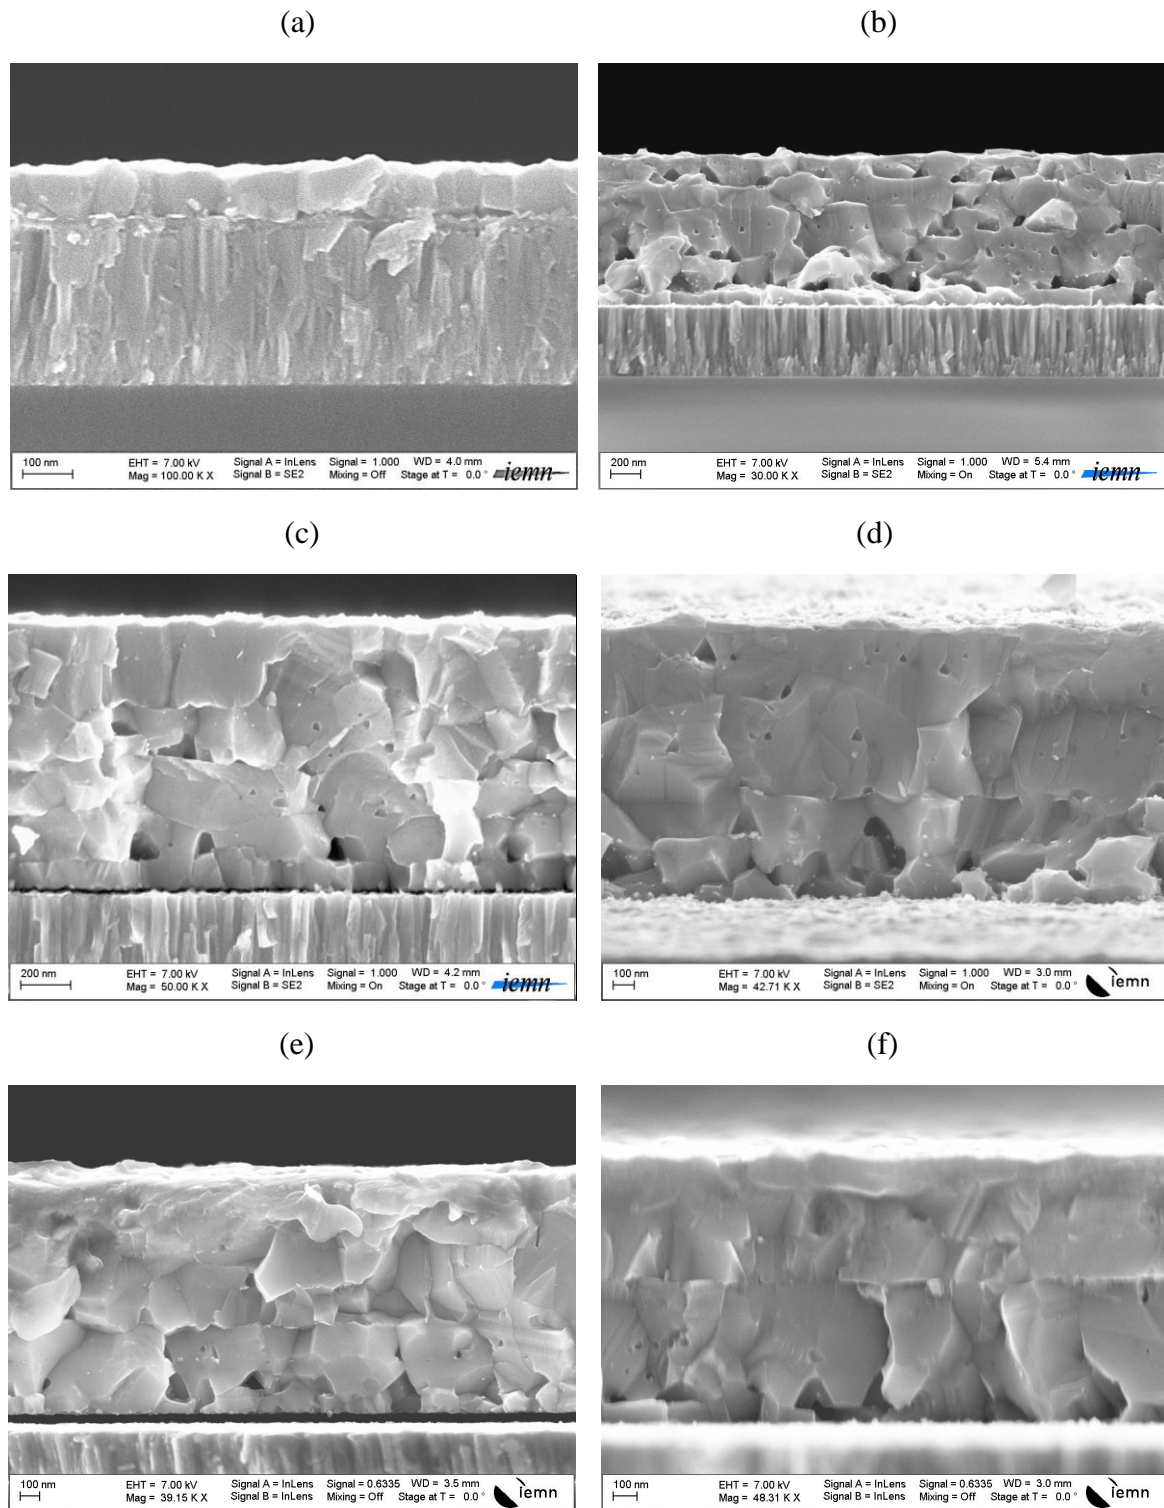 (a)
(b)
100 nm
EHT = 7.00 kV
Mag = 100.00 K X
Signal A = InLens
Signal B = SE2
Signal = 1.000
Mixing = Off
WD = 4.0 mm
Stage at T = 0.0 °
iemn
200 nm
EHT = 7.00 kV
Mag = 30.00 K X
Signal A = InLens
Signal B = SE2
Signal = 1.000
Mixing = On
WD = 5.4 mm
Stage at T = 0.0 °
iemn
(c)
(d)
200 nm
EHT = 7.00 kV
Mag = 50.00 K X
Signal A = InLens
Signal B = SE2
Signal = 1.000
Mixing = On
WD = 4.2 mm
Stage at T = 0.0 °
iemn
100 nm
EHT = 7.00 kV
Mag = 42.71 K X
Signal A = InLens
Signal B = SE2
Signal = 1.000
Mixing = On
WD = 3.0 mm
Stage at T = 0.0 °
iemn
(e)
(f)
100 nm
EHT = 7.00 kV
Mag = 39.15 K X
Signal A = InLens
Signal B = InLens
Signal = 0.6335
Mixing = Off
WD = 3.5 mm
Stage at T = 0.0 °
iemn
100 nm
EHT = 7.00 kV
Mag = 48.31 K X
Signal A = InLens
Signal B = InLens
Signal = 0.6335
Mixing = Off
WD = 3.0 mm
Stage at T = 0.0 °
iemn